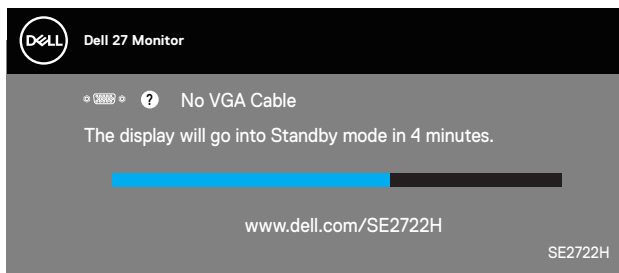 DELL
Dell 27 Monitor
? No VGA Cable
The display will go into Standby mode in 4 minutes.
www.dell.com/SE2722H
SE2722H